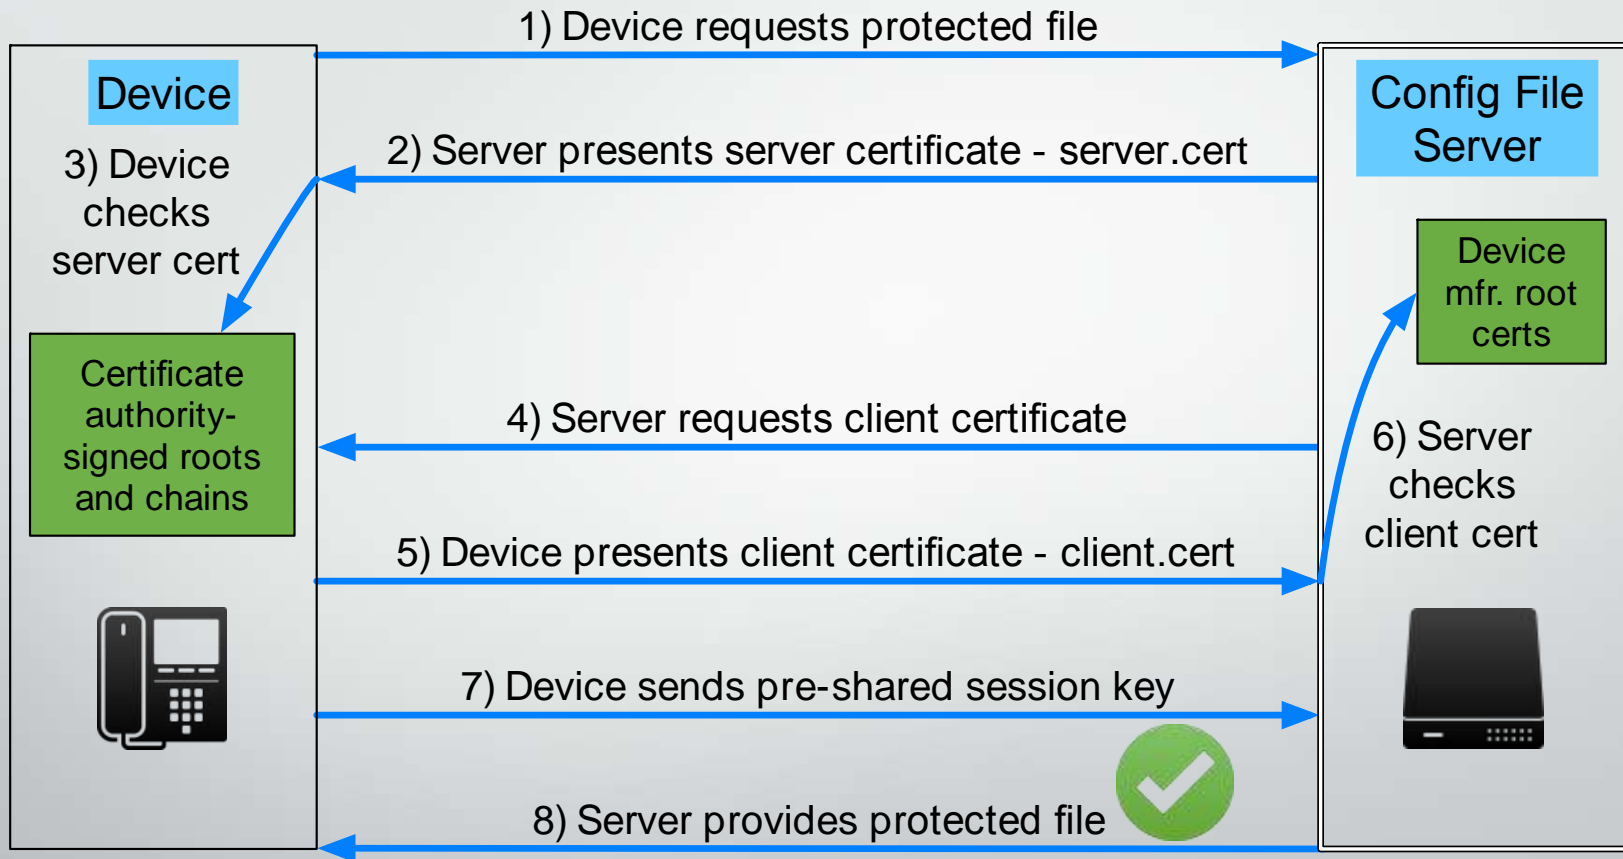 1) Device requests protected file
Device
Config File
Server
2) Server presents server certificate - server.cert
3) Device
checks
server cert
Device
mfr. root
certs
Certificate
authority-
signed roots
and chains
4) Server requests client certificate
6) Server
checks
client cert
5) Device presents client certificate - client.cert
7) Device sends pre-shared session key
8) Server provides protected file